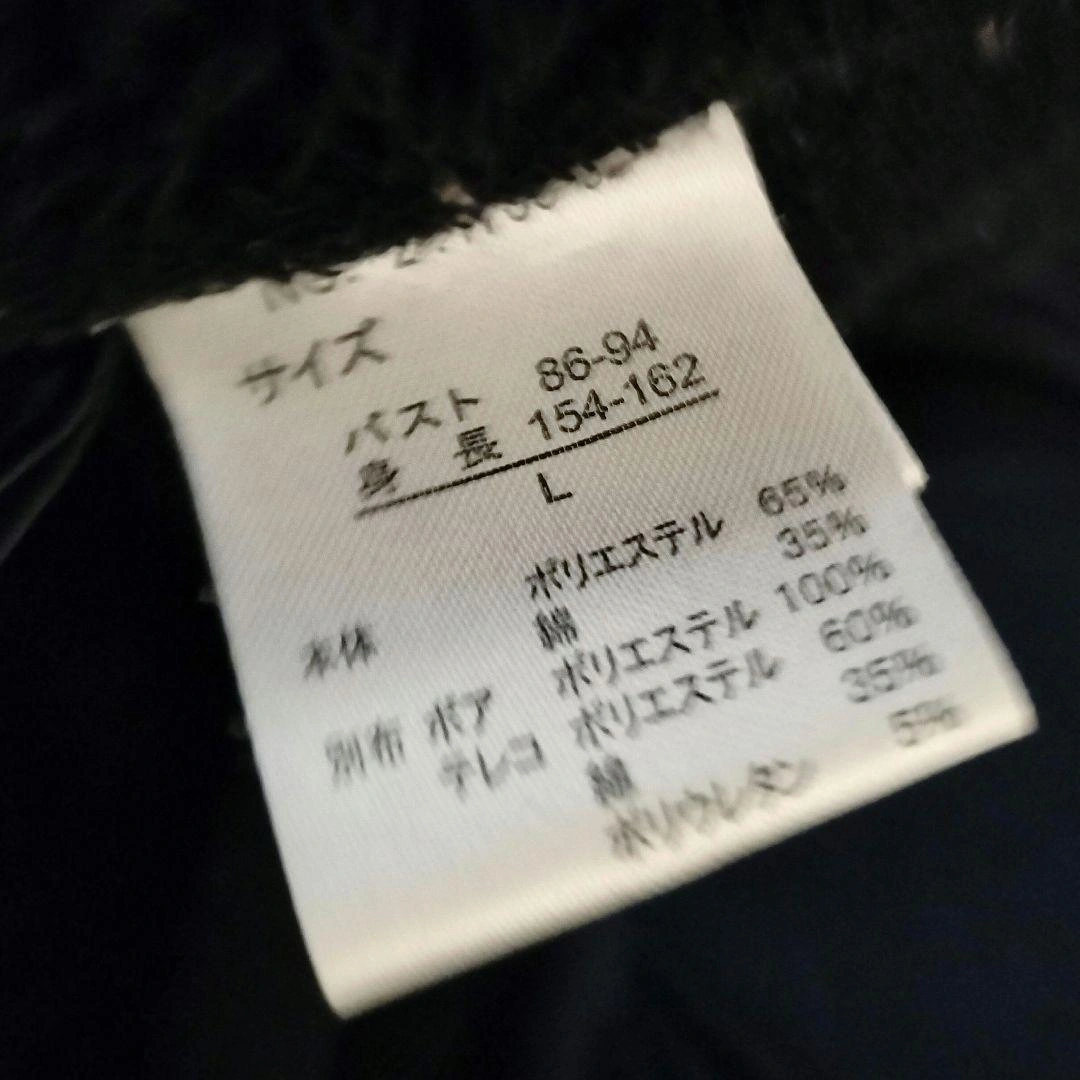 サイズ
バスト 86-94
身 長 154-162
L
本体 ポリエステル 65%
綿 35%
別布 ボア ポリエステル 100%
テレコ ポリエステル 60%
綿 35%
ポリウレタン 5%